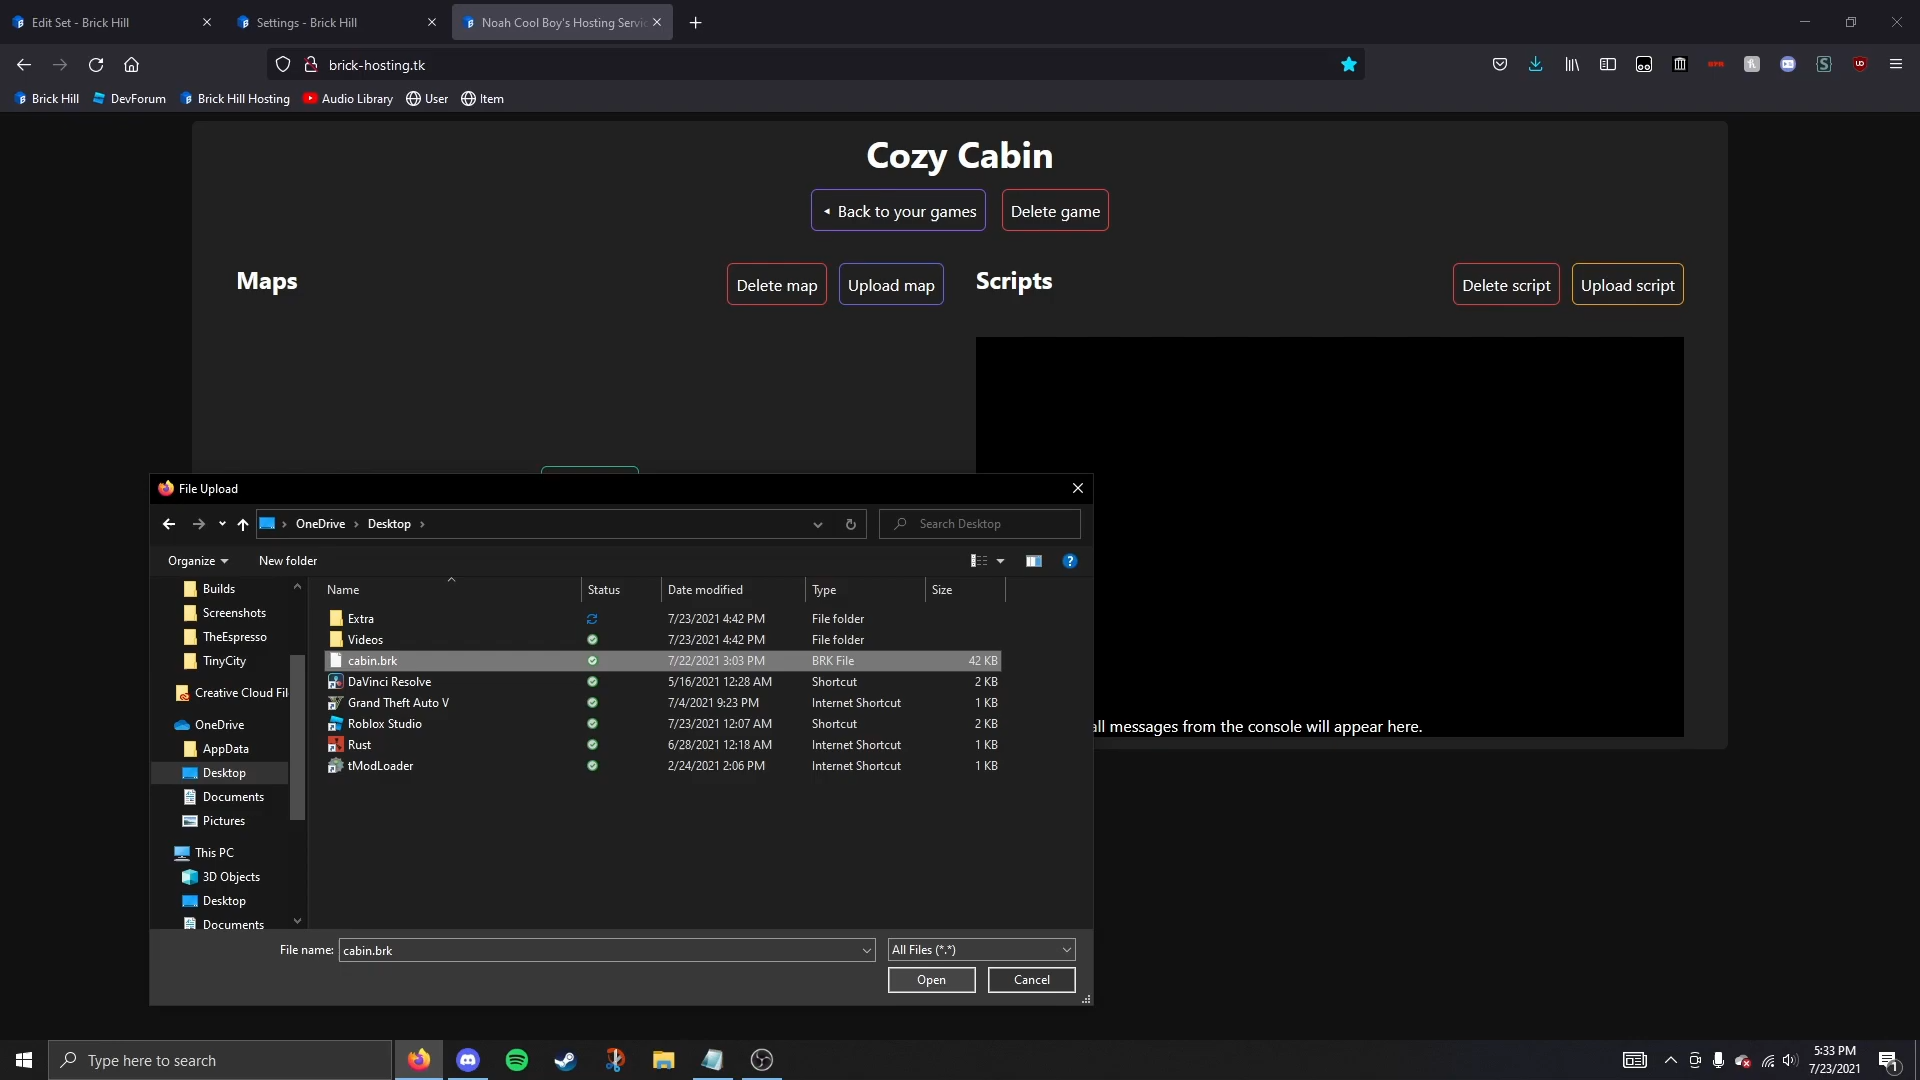 Edit Set - Brick Hill
Settings - Brick Hill
Noah Cool Boy's Hosting Servic
brick-hosting.tk
Brick Hill
DevForum
Brick Hill Hosting
Audio Library
User
Item
Cozy Cabin
Back to your games
Delete game
Maps
Delete map
Upload map
Scripts
Delete script
Upload script
all messages from the console will appear here.
File Upload
OneDrive
Desktop
Search Desktop
Organize
New folder
Builds
Screenshots
TheEspresso
TinyCity
Creative Cloud Fil
OneDrive
AppData
Desktop
Documents
Pictures
This PC
3D Objects
Desktop
Documents
Name Status Date modified Type Size
Extra 7/23/2021 4:42 PM File folder
Videos 7/23/2021 4:42 PM File folder
cabin.brk 7/22/2021 3:03 PM BRK File 42 KB
DaVinci Resolve 5/16/2021 12:28 AM Shortcut 2 KB
Grand Theft Auto V 7/4/2021 9:23 PM Internet Shortcut 1 KB
Roblox Studio 7/23/2021 12:07 AM Shortcut 2 KB
Rust 6/28/2021 12:18 AM Internet Shortcut 1 KB
tModLoader 2/24/2021 2:06 PM Internet Shortcut 1 KB
File name: cabin.brk
All Files (*.*)
Open
Cancel
Type here to search
5:33 PM
7/23/2021
1